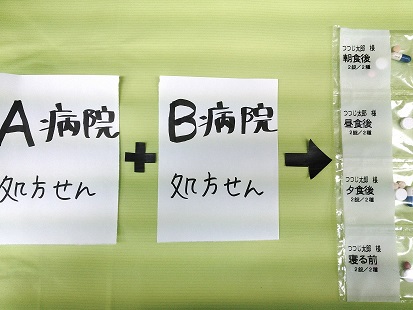 A病院
処方せん
+
B病院
処方せん
つつじ太郎 様
朝食後
2錠/2種
つつじ太郎 様
昼食後
2錠/2種
つつじ太郎 様
夕食後
3錠/2種
つつじ太郎 様
寝る前
2錠/2種